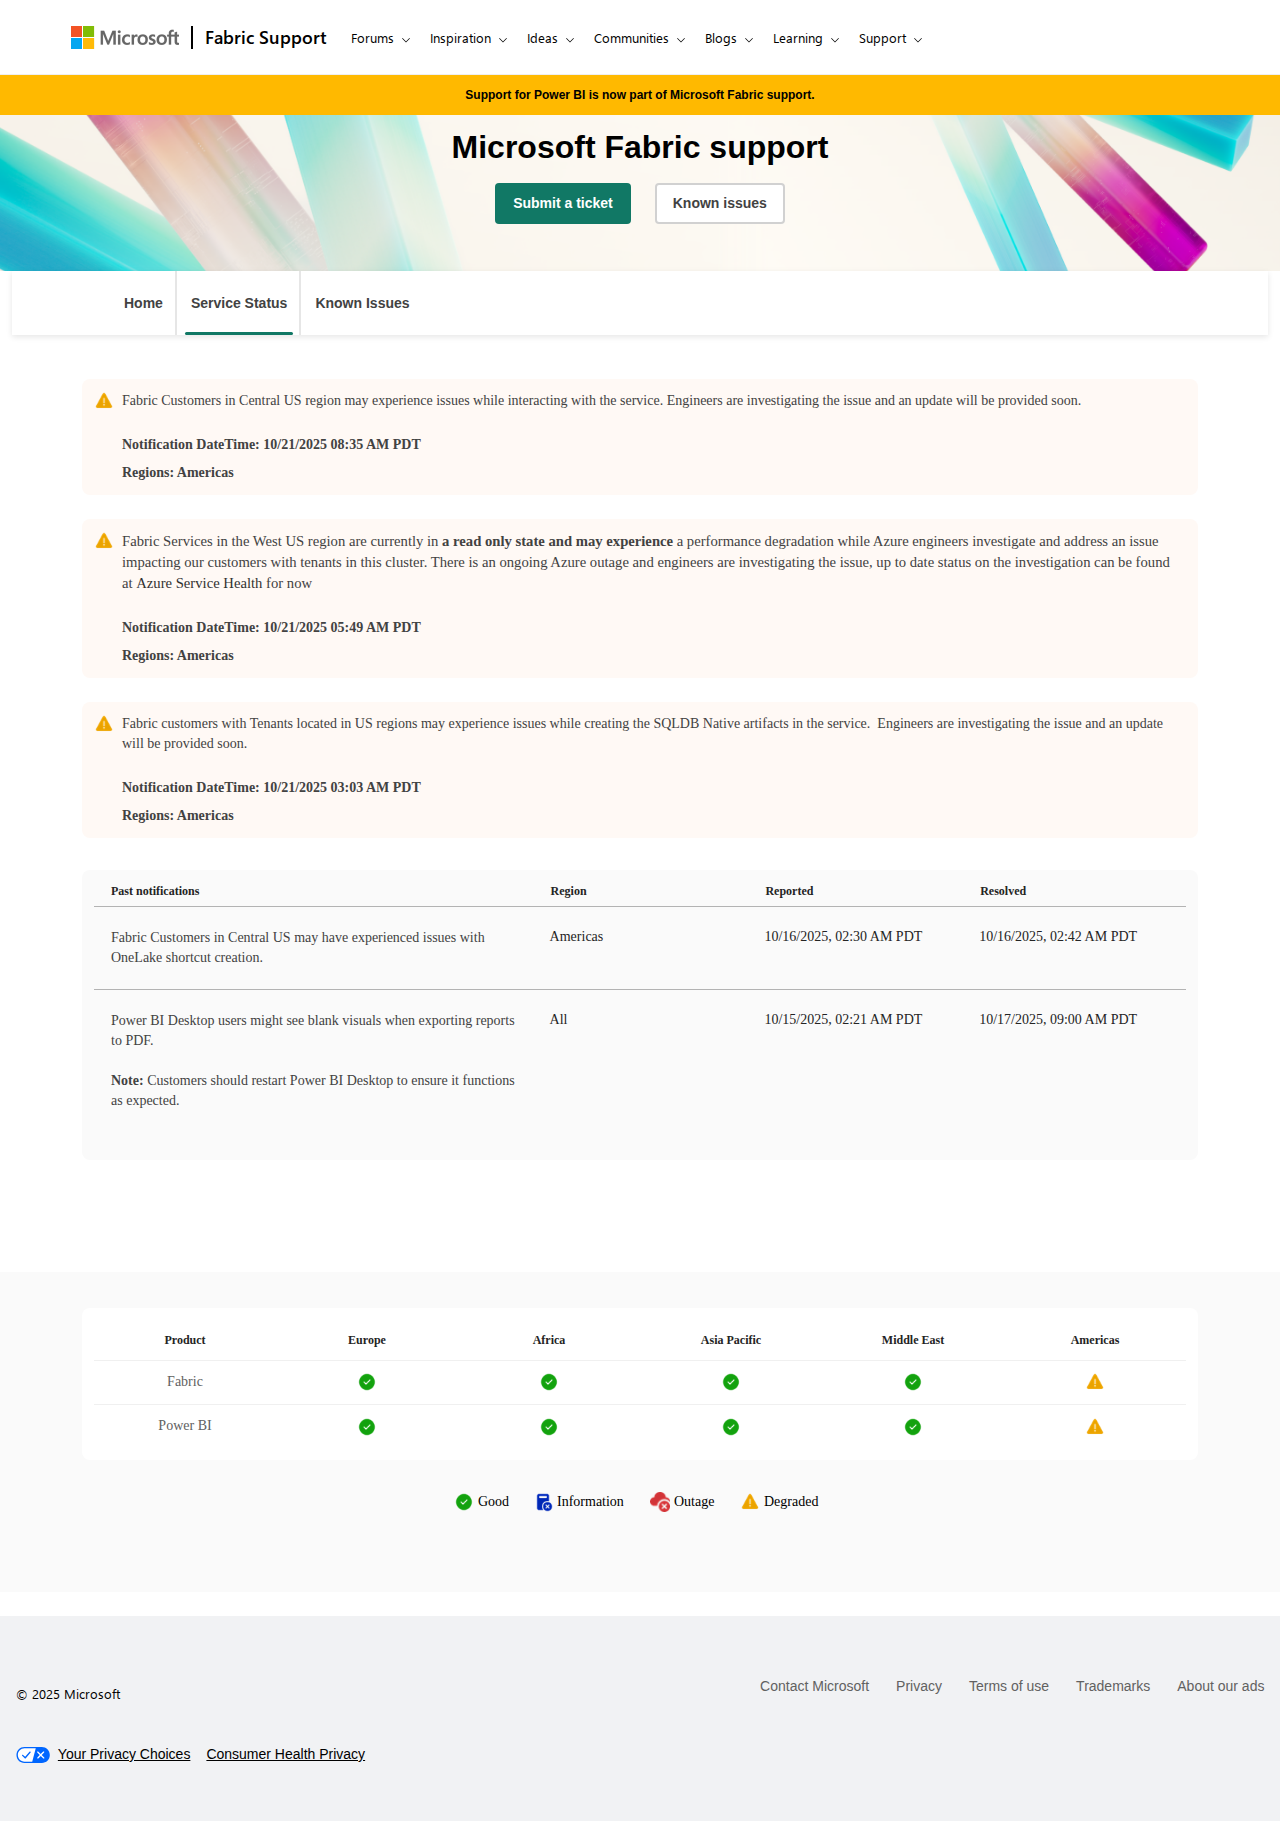 Microsoft
Fabric Support
Forums
Inspiration
Ideas
Communities
Blogs
Learning
Support
Support for Power BI is now part of Microsoft Fabric support.
Microsoft Fabric support
Submit a ticket
Known issues
Home
Service Status
Known Issues
Fabric Customers in Central US region may experience issues while interacting with the service. Engineers are investigating the issue and an update will be provided soon.
Notification DateTime: 10/21/2025 08:35 AM PDT
Regions: Americas
Fabric Services in the West US region are currently in a read only state and may experience a performance degradation while Azure engineers investigate and address an issue
impacting our customers with tenants in this cluster. There is an ongoing Azure outage and engineers are investigating the issue, up to date status on the investigation can be found
at Azure Service Health for now
Notification DateTime: 10/21/2025 05:49 AM PDT
Regions: Americas
Fabric customers with Tenants located in US regions may experience issues while creating the SQLDB Native artifacts in the service.  Engineers are investigating the issue and an update
will be provided soon.
Notification DateTime: 10/21/2025 03:03 AM PDT
Regions: Americas
Past notifications
Region
Reported
Resolved
Fabric Customers in Central US may have experienced issues with
OneLake shortcut creation.
Americas
10/16/2025, 02:30 AM PDT
10/16/2025, 02:42 AM PDT
Power BI Desktop users might see blank visuals when exporting reports
to PDF.
Note: Customers should restart Power BI Desktop to ensure it functions
as expected.
All
10/15/2025, 02:21 AM PDT
10/17/2025, 09:00 AM PDT
Product
Europe
Africa
Asia Pacific
Middle East
Americas
Fabric
Power BI
Good
Information
Outage
Degraded
© 2025 Microsoft
Contact Microsoft
Privacy
Terms of use
Trademarks
About our ads
Your Privacy Choices
Consumer Health Privacy